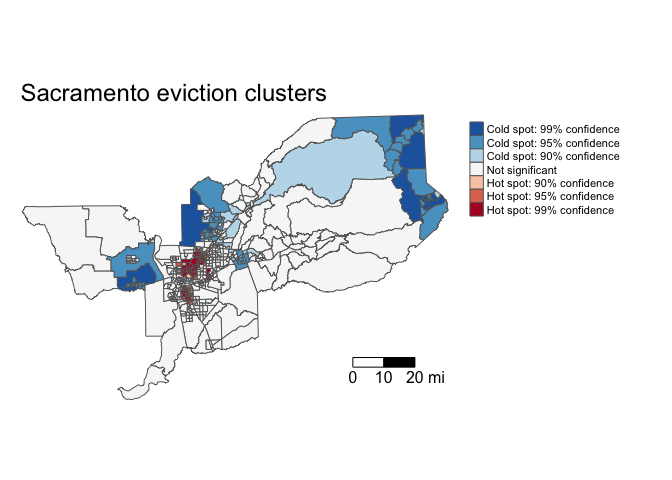 Sacramento eviction clusters
Cold spot: 99% confidence
Cold spot: 95% confidence
Cold spot: 90% confidence
Not significant
Hot spot: 90% confidence
Hot spot: 95% confidence
Hot spot: 99% confidence
0 10 20 mi